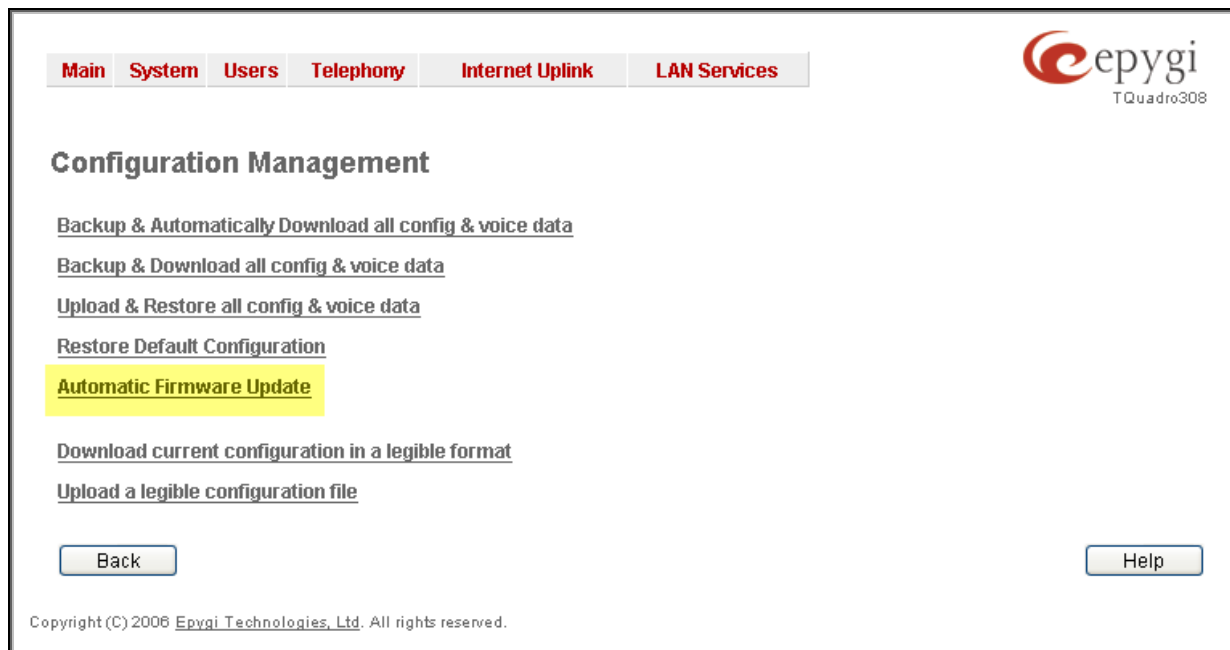 Main System Users Telephony Internet Uplink LAN Services
epygi
TQuadro308
Configuration Management
Backup & Automatically Download all config & voice data
Backup & Download all config & voice data
Upload & Restore all config & voice data
Restore Default Configuration
Automatic Firmware Update
Download current configuration in a legible format
Upload a legible configuration file
Back Help
Copyright (C) 2006 Epygi Technologies, Ltd. All rights reserved.